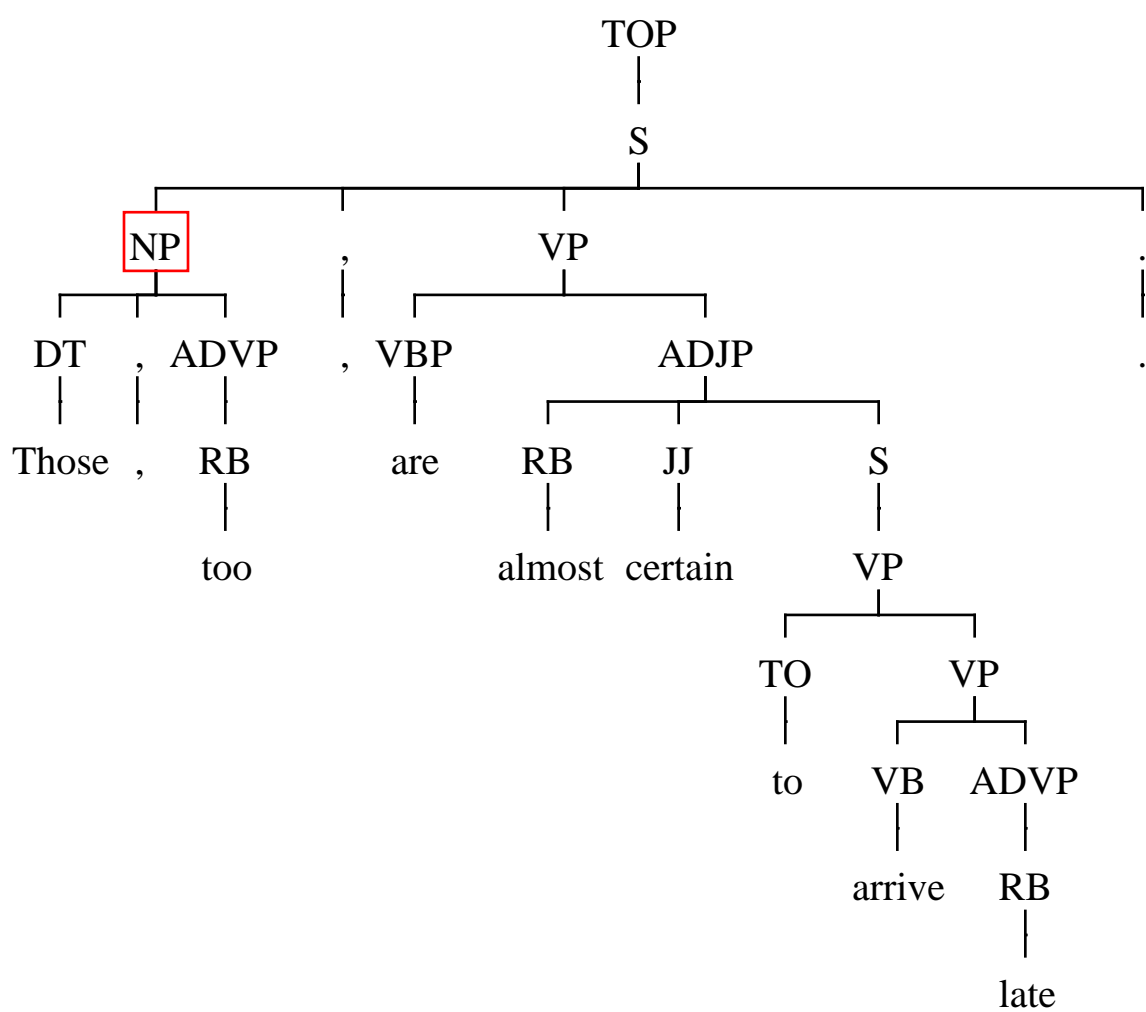 TOP
S
NP , VP .
DT , ADVP , VBP ADJP .
Those , RB are RB JJ S
too almost certain VP
TO VP
to VB ADVP
arrive RB
late